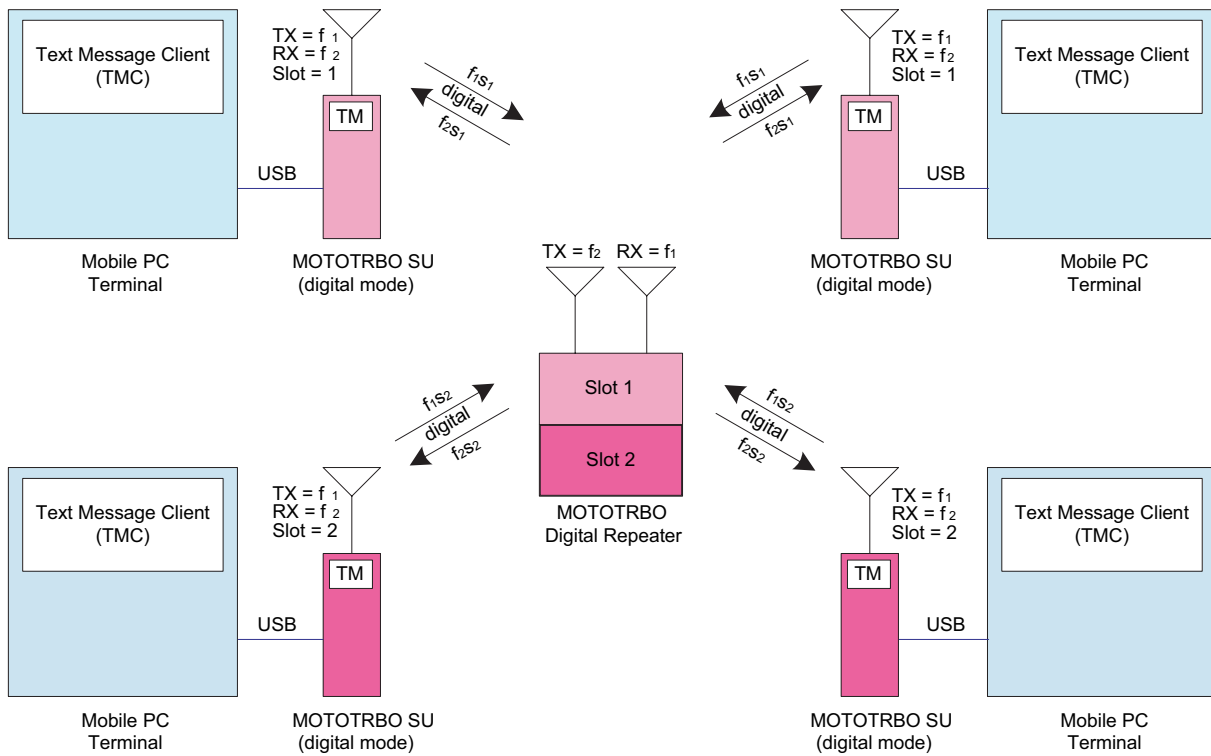 Text Message Client
(TMC)
TX = f 1
RX = f 2
Slot = 1
TM
USB
Mobile PC
Terminal
MOTOTRBO SU
(digital mode)
f1s1
digital
f2s1
f1s1
digital
f2s1
TX = f1
RX = f2
Slot = 1
TM
USB
Text Message Client
(TMC)
MOTOTRBO SU
(digital mode)
Mobile PC
Terminal
TX = f2
RX = f1
Slot 1
Slot 2
MOTOTRBO
Digital Repeater
f1s2
digital
f2s2
f1s2
digital
f2s2
Text Message Client
(TMC)
TX = f 1
RX = f 2
Slot = 2
TM
USB
Mobile PC
Terminal
MOTOTRBO SU
(digital mode)
TX = f1
RX = f2
Slot = 2
TM
USB
Text Message Client
(TMC)
MOTOTRBO SU
(digital mode)
Mobile PC
Terminal